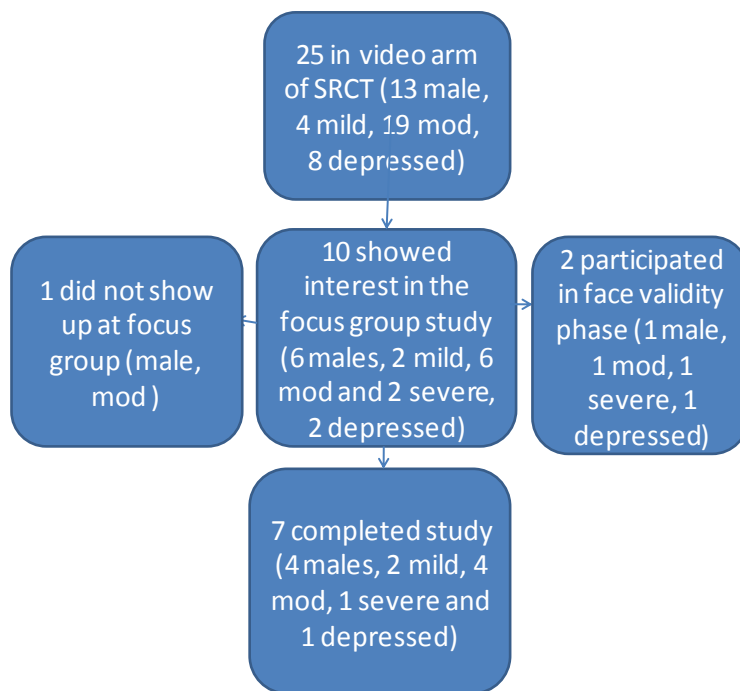 25 in video arm
of SRCT (13 male,
4 mild, 19 mod,
8 depressed)
1 did not show
up at focus
group (male,
mod )
10 showed
interest in the
focus group study
(6 males, 2 mild, 6
mod and 2 severe,
2 depressed)
2 participated
in face validity
phase (1 male,
1 mod, 1
severe, 1
depressed)
7 completed study
(4 males, 2 mild, 4
mod, 1 severe and
1 depressed)